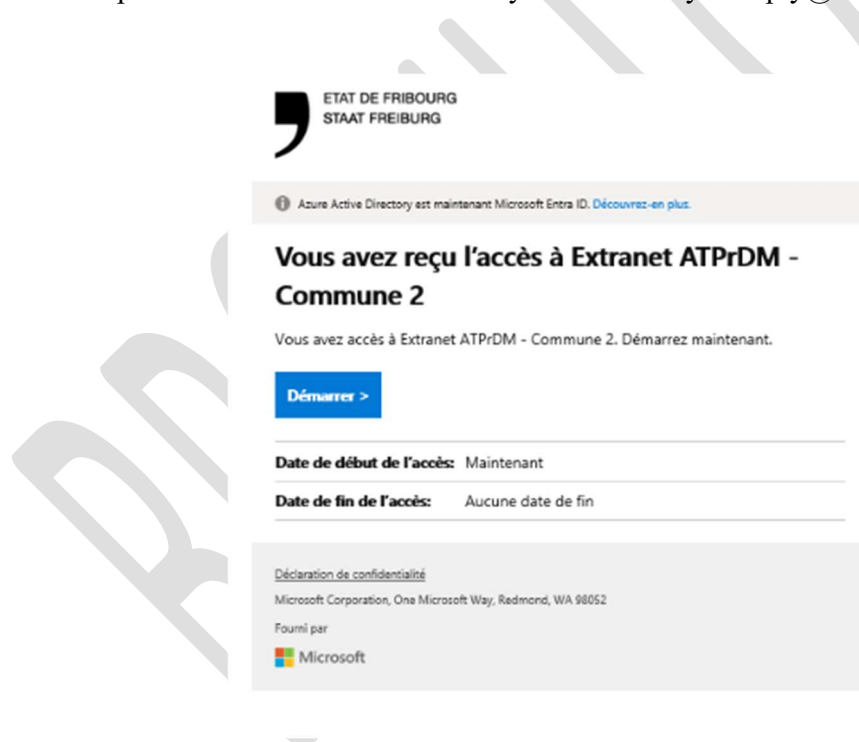 ETAT DE FRIBOURG
STAAT FREIBURG
Azure Active Directory est maintenant Microsoft Entra ID. Découvrez-en plus.
Vous avez reçu l'accès à Extranet ATPrDM -
Commune 2
Vous avez accès à Extranet ATPrDM - Commune 2. Démarrez maintenant.
Démarrer >
Date de début de l'accès: Maintenant
Date de fin de l'accès: Aucune date de fin
Déclaration de confidentialité
Microsoft Corporation, One Microsoft Way, Redmond, WA 98052
Fourni par
Microsoft